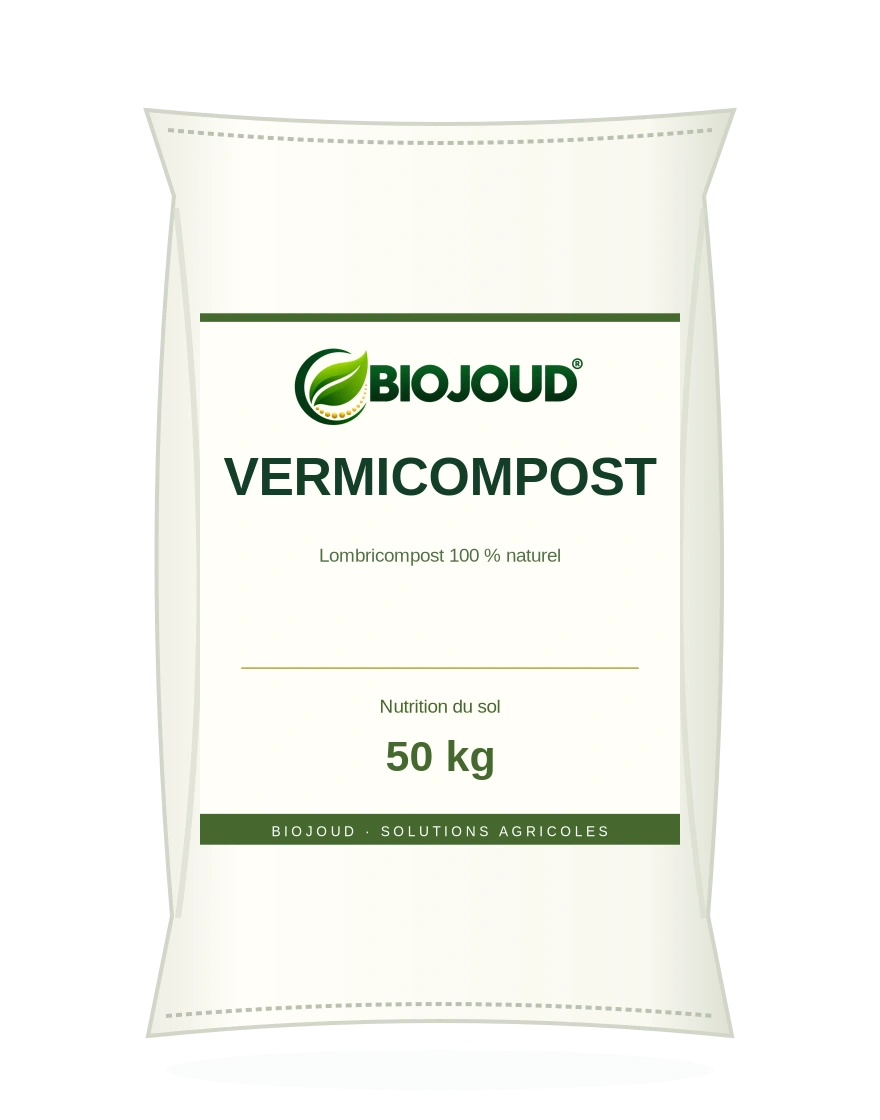 BIOJOUD®
VERMICOMPOST
Lombricompost 100 % naturel
Nutrition du sol
50 kg
BIOJOUD · SOLUTIONS AGRICOLES